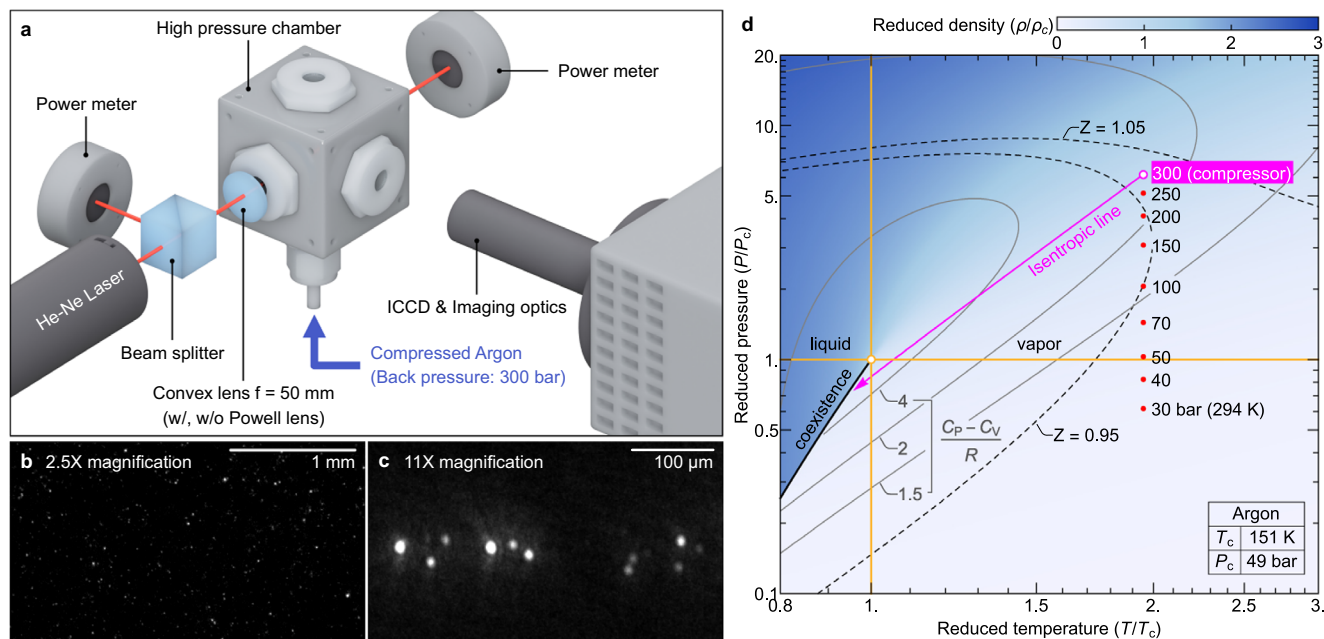 a
High pressure chamber
Power meter
Power meter
He-Ne Laser
Beam splitter
Convex lens f = 50 mm
(w/, w/o Powell lens)
ICCD & Imaging optics
Compressed Argon
(Back pressure: 300 bar)
b 2.5X magnification
1 mm
c 11X magnification
100 µm
d
Reduced density (ρ/ρc)
0 1 2 3
Reduced pressure (P/Pc)
20
10.
5.
1.
0.5
0.1
Z = 1.05
300 (compressor)
250
200
150
100
70
50
40
30 bar (294 K)
Isentropic line
liquid
vapor
coexistence
4
2
1.5
CP – CV
R
Z = 0.95
Argon
Tc 151 K
Pc 49 bar
0.8 1. 1.5 2. 2.5 3.
Reduced temperature (T/Tc)